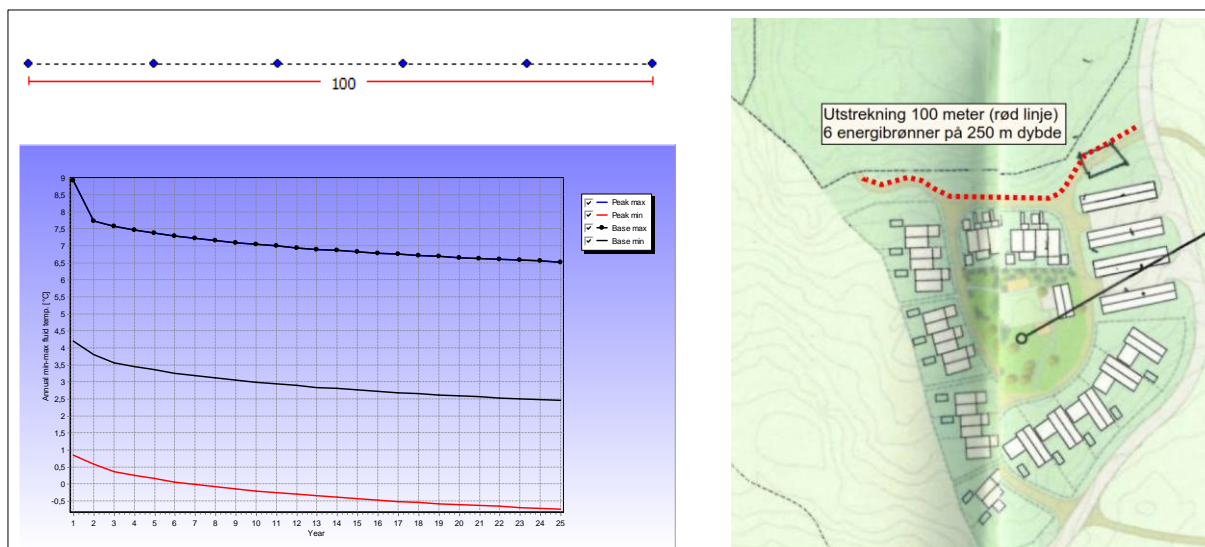 100
Annual min-max fluid temp. [°C]
9
8,5
8
7,5
7
6,5
6
5,5
5
4,5
4
3,5
3
2,5
2
1,5
1
0,5
0
-0,5
1 2 3 4 5 6 7 8 9 10 11 12 13 14 15 16 17 18 19 20 21 22 23 24 25
Year
Peak max
Peak min
Base max
Base min
Utstrekning 100 meter (rød linje)
6 energibrønner på 250 m dybde